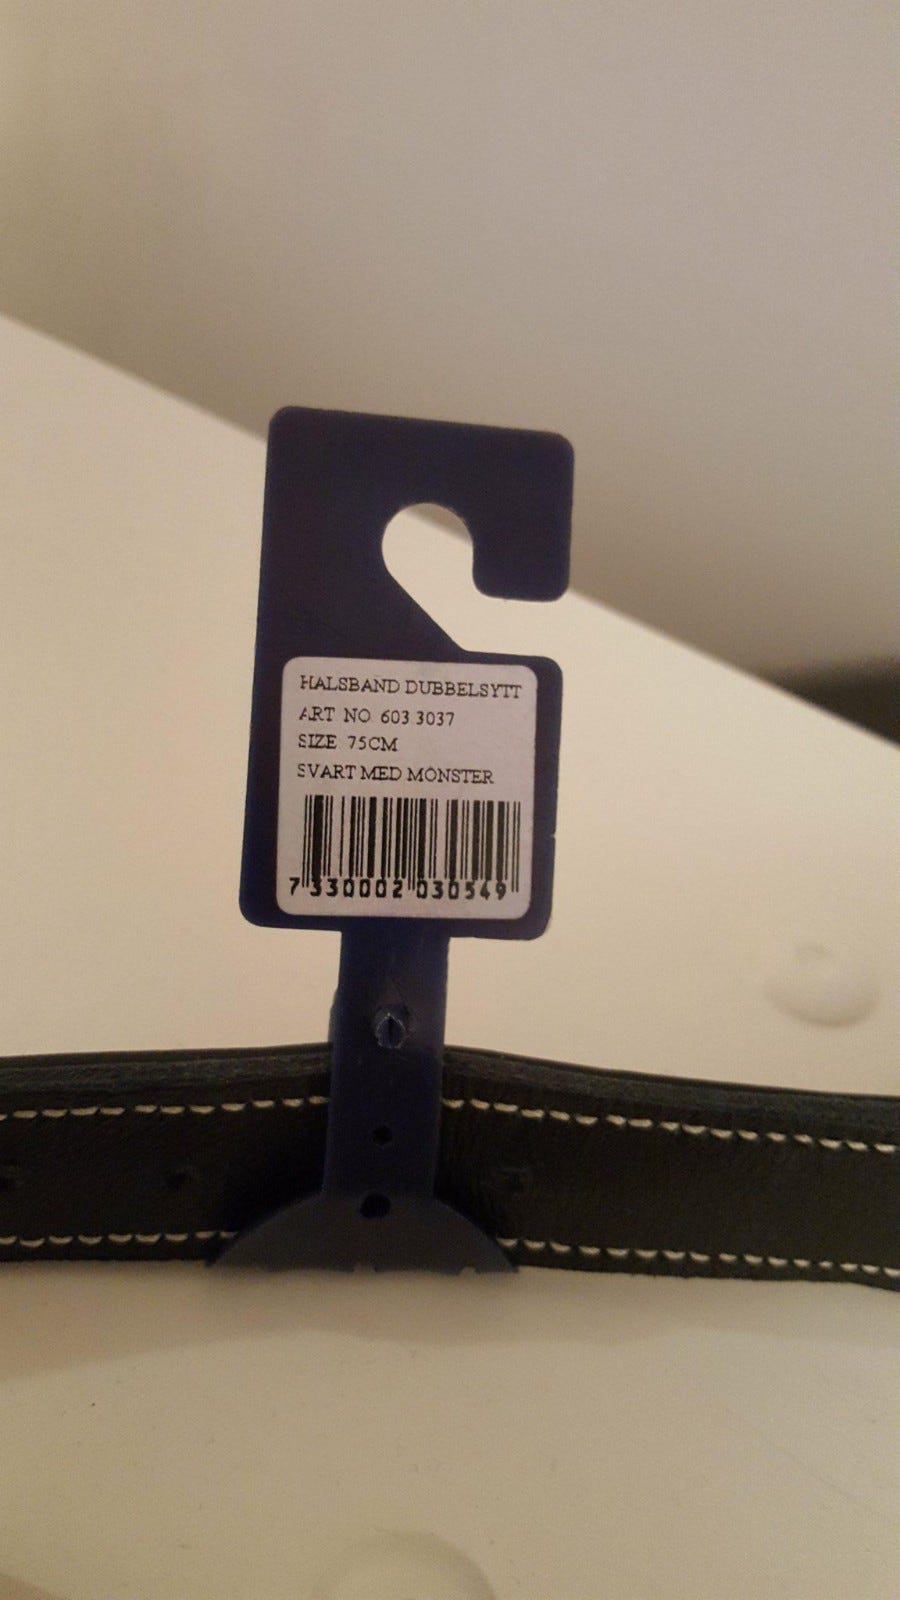 HALSBAND DUBBELSYTT
ART NO 603 3037
SIZE 75CM
SVART MED MÖNSTER
7 330002 030549